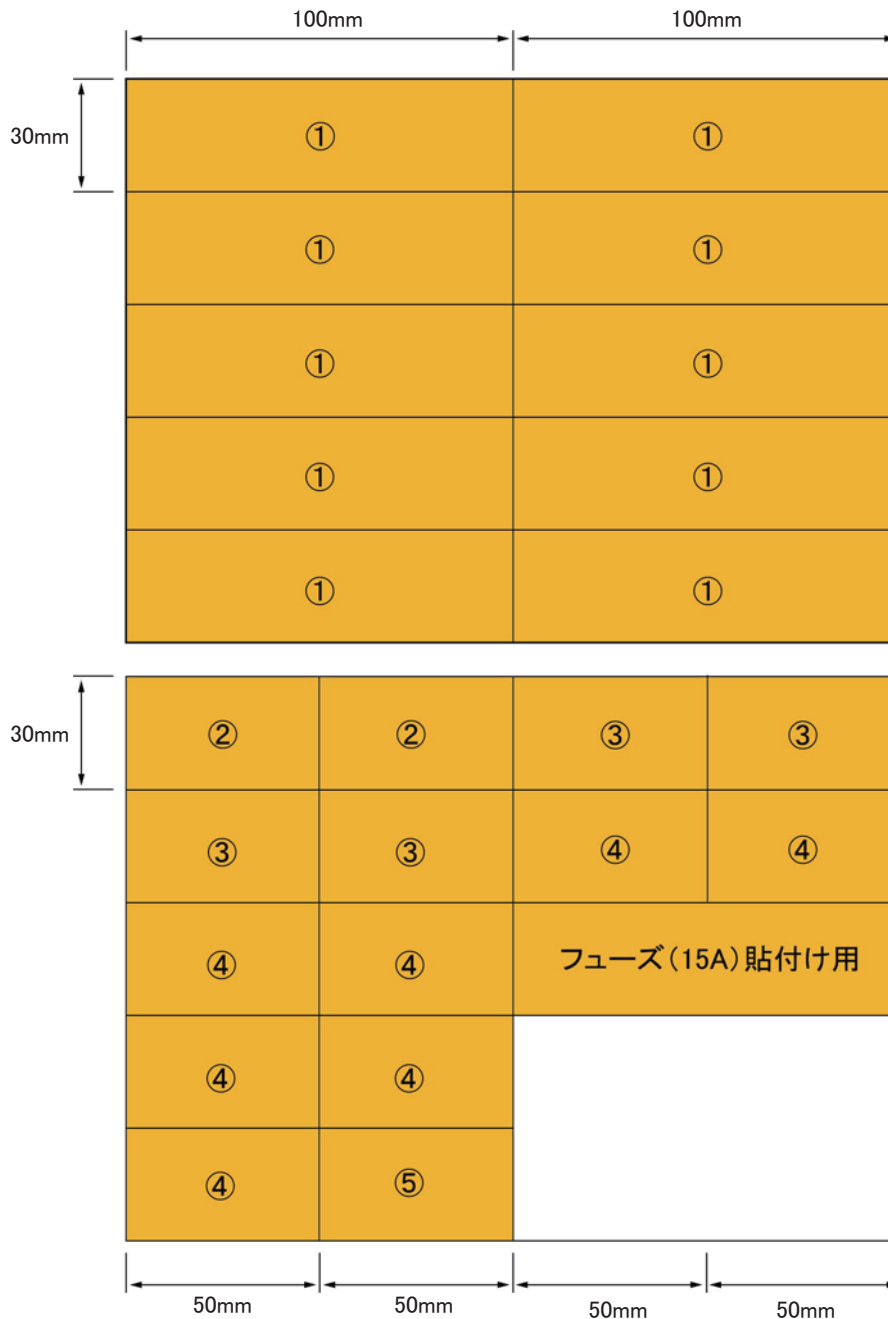 100mm 100mm
30mm
① ①
① ①
① ①
① ①
① ①
30mm
② ② ③ ③
③ ③ ④ ④
④ ④ フューズ(15A)貼付け用
④ ④
④ ⑤
50mm 50mm 50mm 50mm